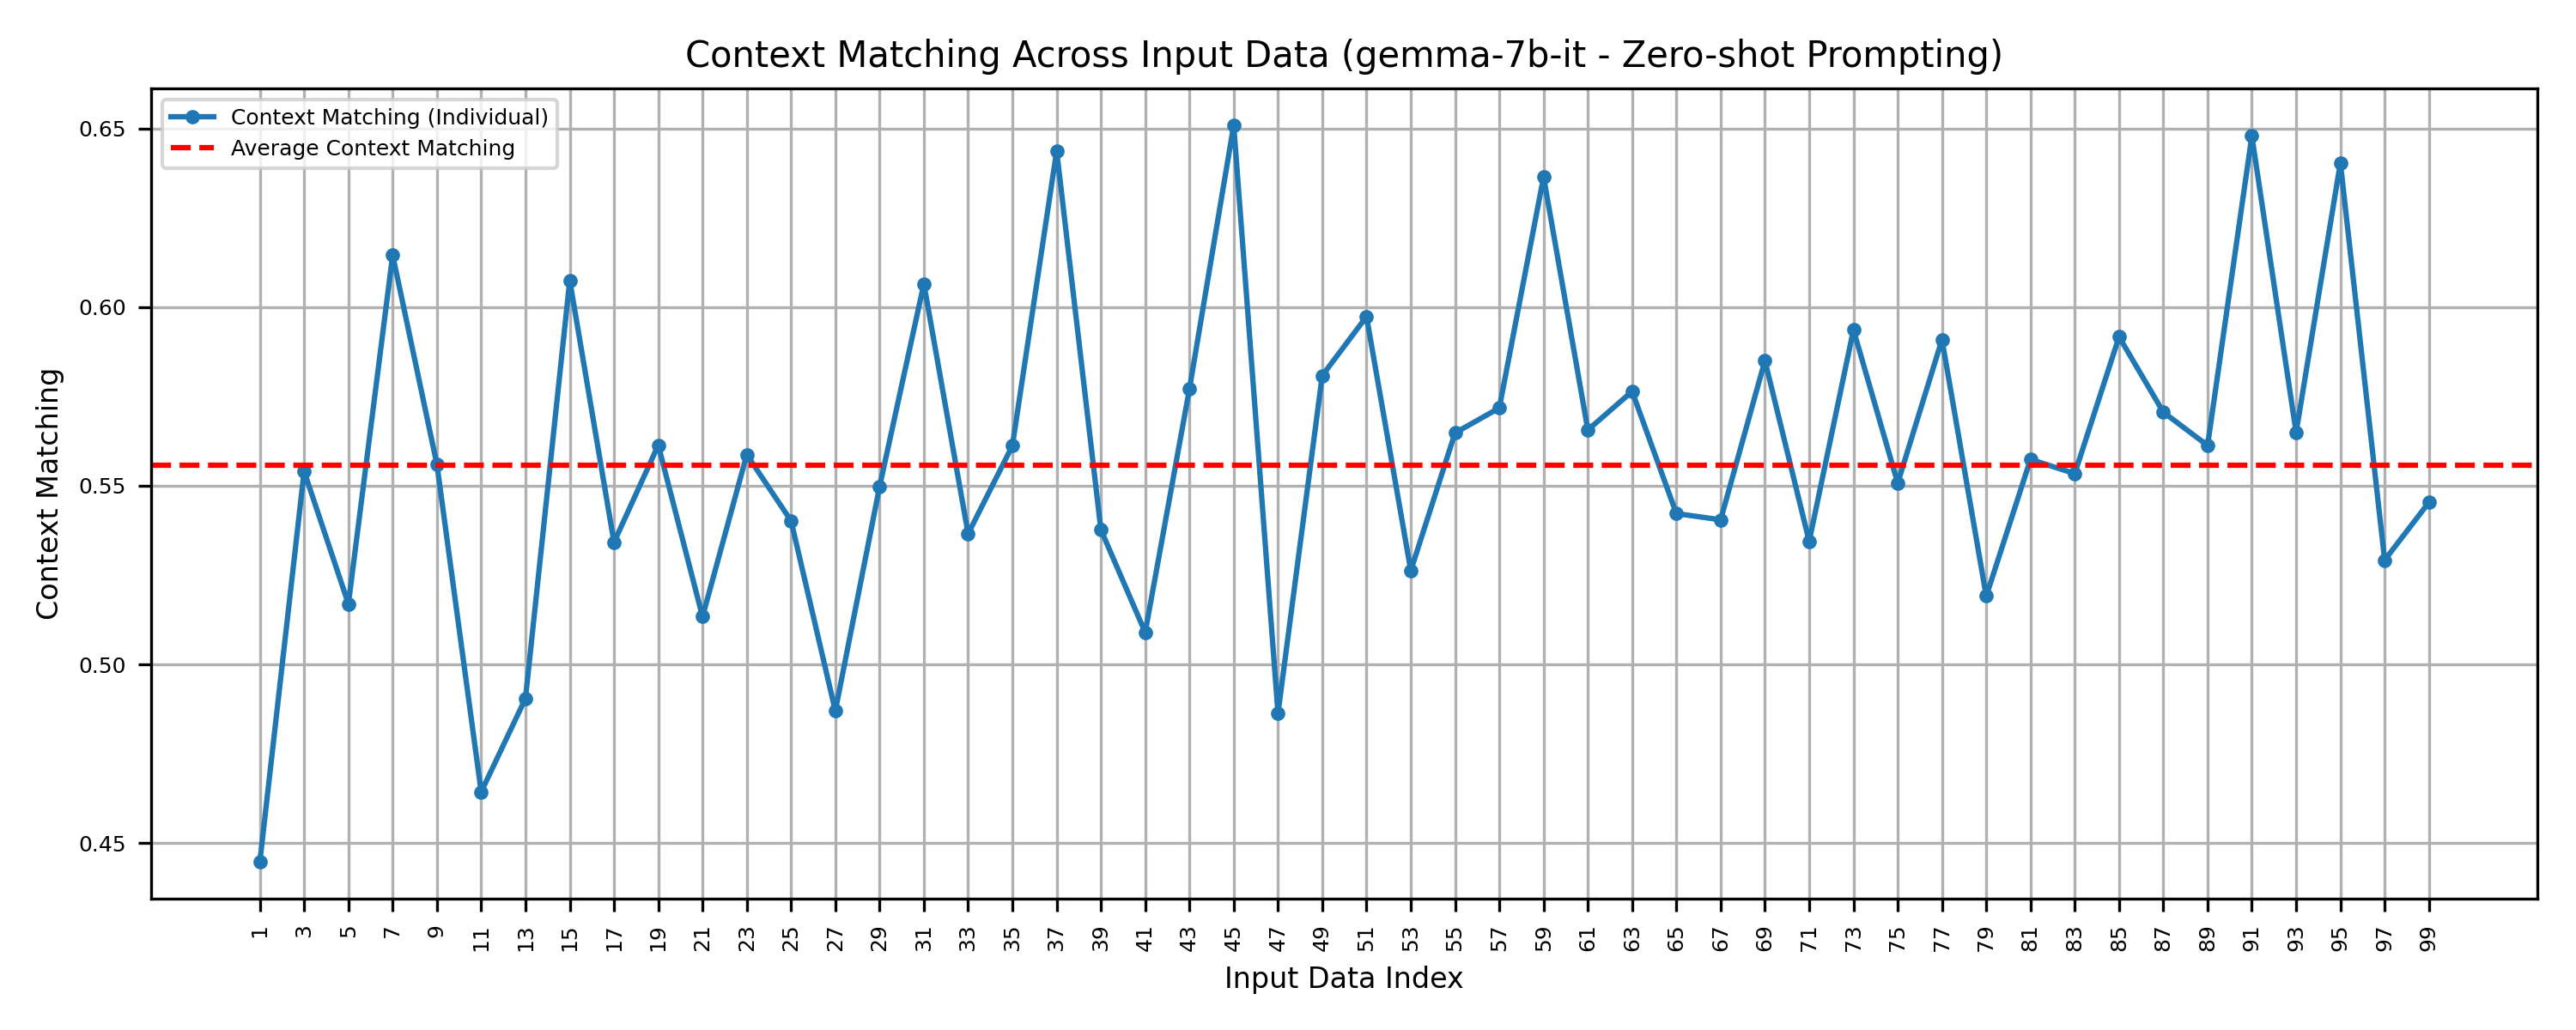 Context Matching Across Input Data (gemma-7b-it - Zero-shot Prompting)
Context Matching (Individual)
Average Context Matching
Context Matching
0.65
0.60
0.55
0.50
0.45
1 3 5 7 9 11 13 15 17 19 21 23 25 27 29 31 33 35 37 39 41 43 45 47 49 51 53 55 57 59 61 63 65 67 69 71 73 75 77 79 81 83 85 87 89 91 93 95 97 99
Input Data Index